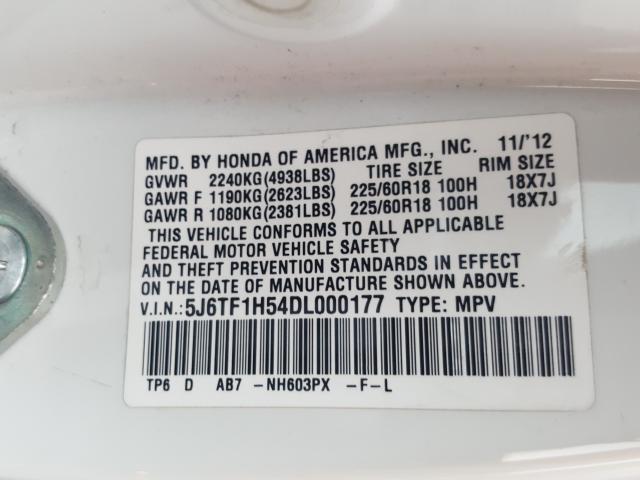 MFD. BY HONDA OF AMERICA MFG., INC. 11/'12
GVWR 2240KG(4938LBS) TIRE SIZE RIM SIZE
GAWR F 1190KG(2623LBS) 225/60R18 100H 18X7J
GAWR R 1080KG(2381LBS) 225/60R18 100H 18X7J
THIS VEHICLE CONFORMS TO ALL APPLICABLE
FEDERAL MOTOR VEHICLE SAFETY
AND THEFT PREVENTION STANDARDS IN EFFECT
ON THE DATE OF MANUFACTURE SHOWN ABOVE.
V.I.N.: 5J6TF1H54DL000177 TYPE: MPV
TP6 D AB7 -NH603PX -F-L